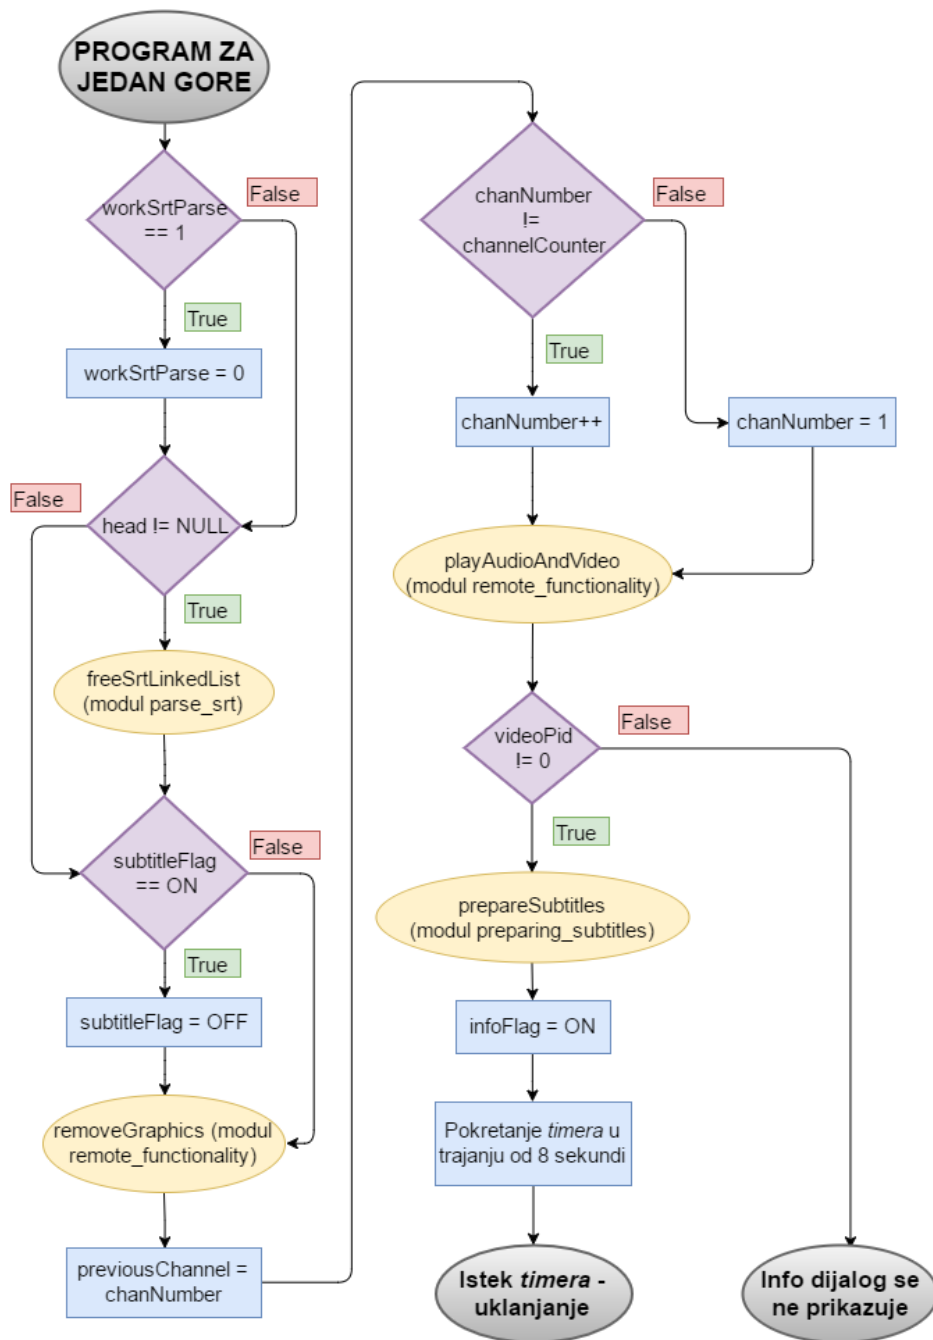 PROGRAM ZA
JEDAN GORE
workSrtParse
== 1
False
True
workSrtParse = 0
head != NULL
False
True
freeSrtLinkedList
(modul parse_srt)
subtitleFlag
== ON
False
True
subtitleFlag = OFF
removeGraphics (modul
remote_functionality)
previousChannel =
chanNumber
chanNumber
!=
channelCounter
False
True
chanNumber++
chanNumber = 1
playAudioAndVideo
(modul remote_functionality)
videoPid
!= 0
False
True
prepareSubtitles
(modul preparing_subtitles)
infoFlag = ON
Pokretanje timera u
trajanju od 8 sekundi
Istek timera -
uklanjanje
Info dijalog se
ne prikazuje